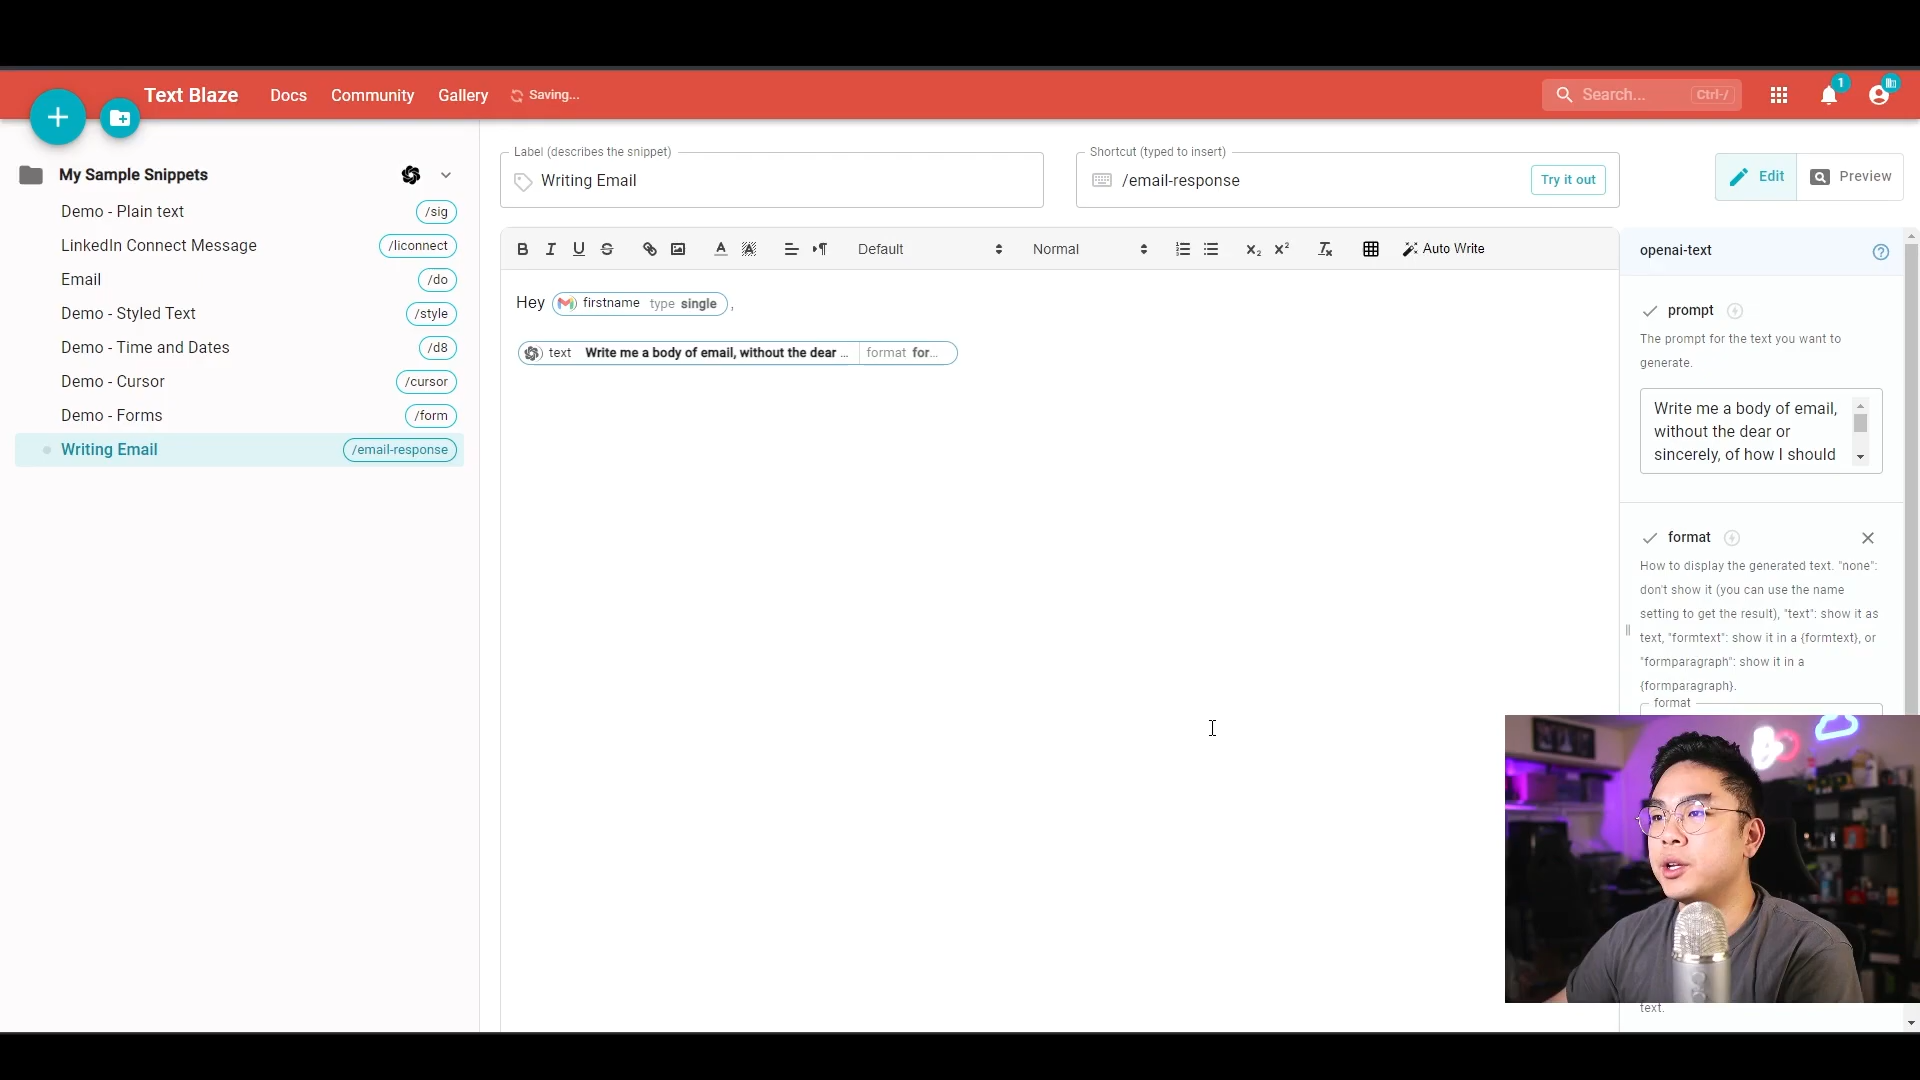 Text Blaze
Docs
Community
Gallery
Saving...
Search...
Ctrl-/
1
My Sample Snippets
Demo - Plain text
/sig
LinkedIn Connect Message
/liconnect
Email
/do
Demo - Styled Text
/style
Demo - Time and Dates
/d8
Demo - Cursor
/cursor
Demo - Forms
/form
Writing Email
/email-response
Label (describes the snippet)
Writing Email
Shortcut (typed to insert)
/email-response
Try it out
Edit
Preview
Default
Normal
Auto Write
Hey firstname type single ,
text Write me a body of email, without the dear ... format for...
openai-text
prompt
The prompt for the text you want to
generate.
Write me a body of email,
without the dear or
sincerely, of how I should
format
How to display the generated text. "none":
don't show it (you can use the name
setting to get the result), "text": show it as
text, "formtext": show it in a {formtext}, or
"formparagraph": show it in a
{formparagraph}.
format
text.